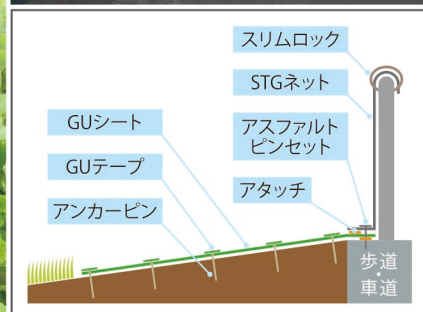 スリムロック
STGネット
GUシート
アスファルト
ピンセット
GUテープ
アタッチ
アンカーピン
歩道
・
車道